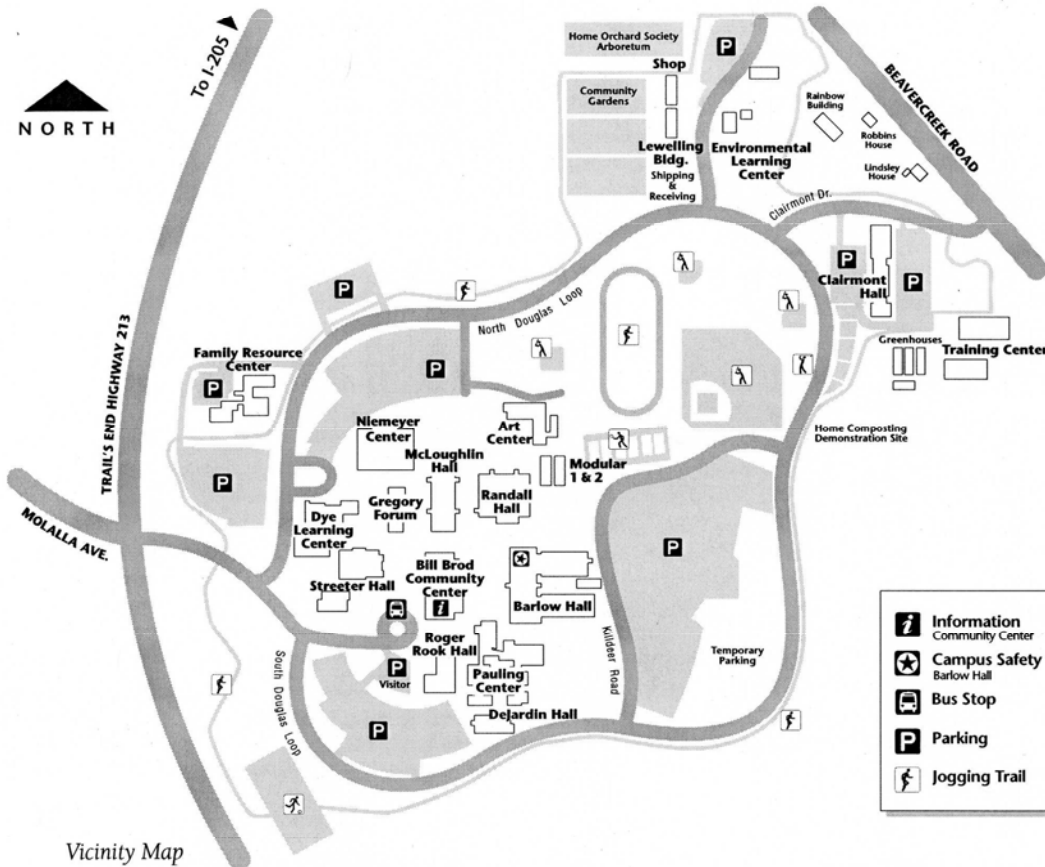 To I-205
NORTH
Home Orchard Society
Arboretum
P
Shop
Community
Gardens
Lewelling
Bldg.
Shipping
&
Receiving
Environmental
Learning
Center
Rainbow
Building
Robbins
House
Lindsley
House
BEAVERCREEK ROAD
Clairmont Dr.
P
Clairmont
Hall
P
Greenhouses
Training Center
P
North Douglas Loop
TRAIL'S END HIGHWAY 213
Family Resource
Center
P
P
Niemeyer
Center
Art
Center
McLoughlin
Hall
Modular
1 & 2
Home Composting
Demonstration Site
P
Gregory
Forum
Randall
Hall
Dye
Learning
Center
MOLALLA AVE.
P
Streeter Hall
Bill Brod
Community
Center
i
Barlow Hall
Roger
Rook Hall
Killdeer Road
Temporary
Parking
P
Visitor
Pauling
Center
South Douglas Loop
DeJardin Hall
P
i Information
Community Center
Campus Safety
Barlow Hall
Bus Stop
P Parking
Jogging Trail
Vicinity Map